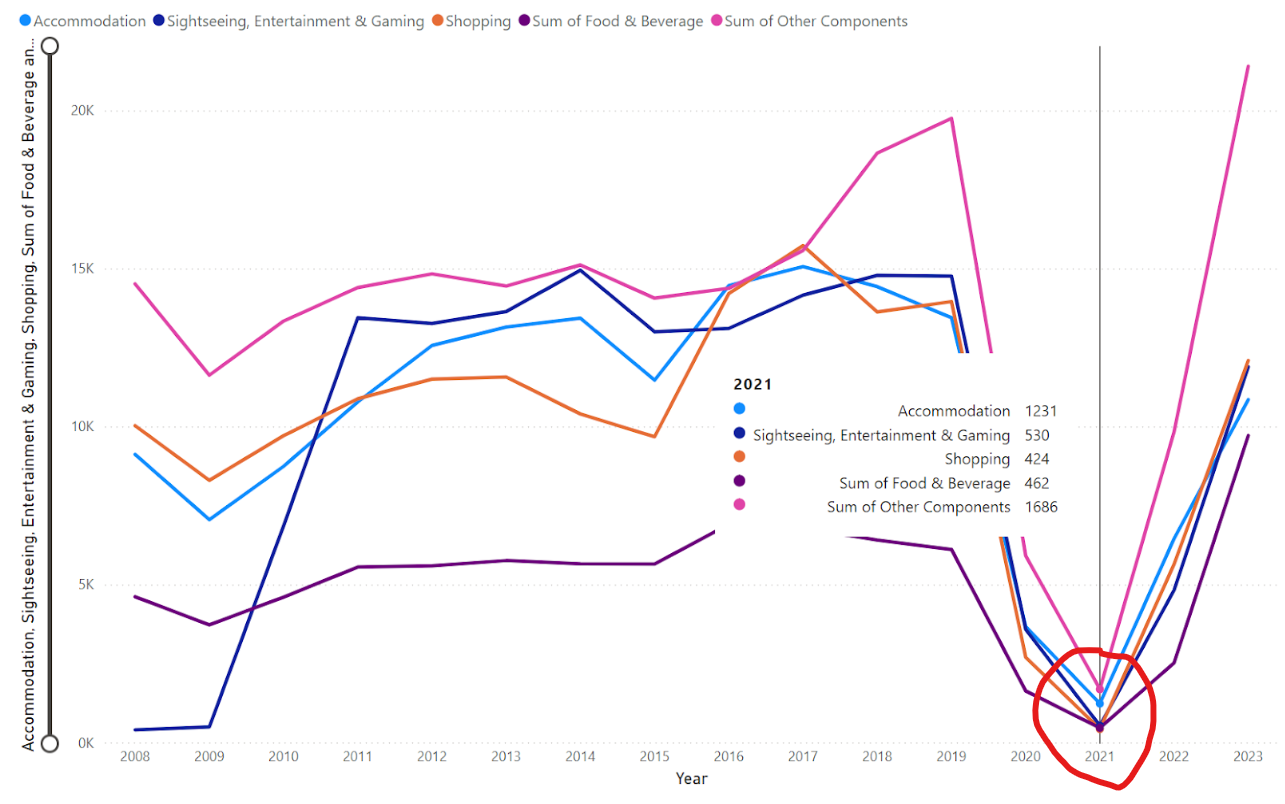 Accommodation Sightseeing, Entertainment & Gaming Shopping Sum of Food & Beverage Sum of Other Components
Accommodation, Sightseeing, Entertainment & Gaming, Shopping, Sum of Food & Beverage an...
20K
15K
10K
5K
0K
2021
Accommodation 1231
Sightseeing, Entertainment & Gaming 530
Shopping 424
Sum of Food & Beverage 462
Sum of Other Components 1686
2008 2009 2010 2011 2012 2013 2014 2015 2016 2017 2018 2019 2020 2021 2022 2023
Year